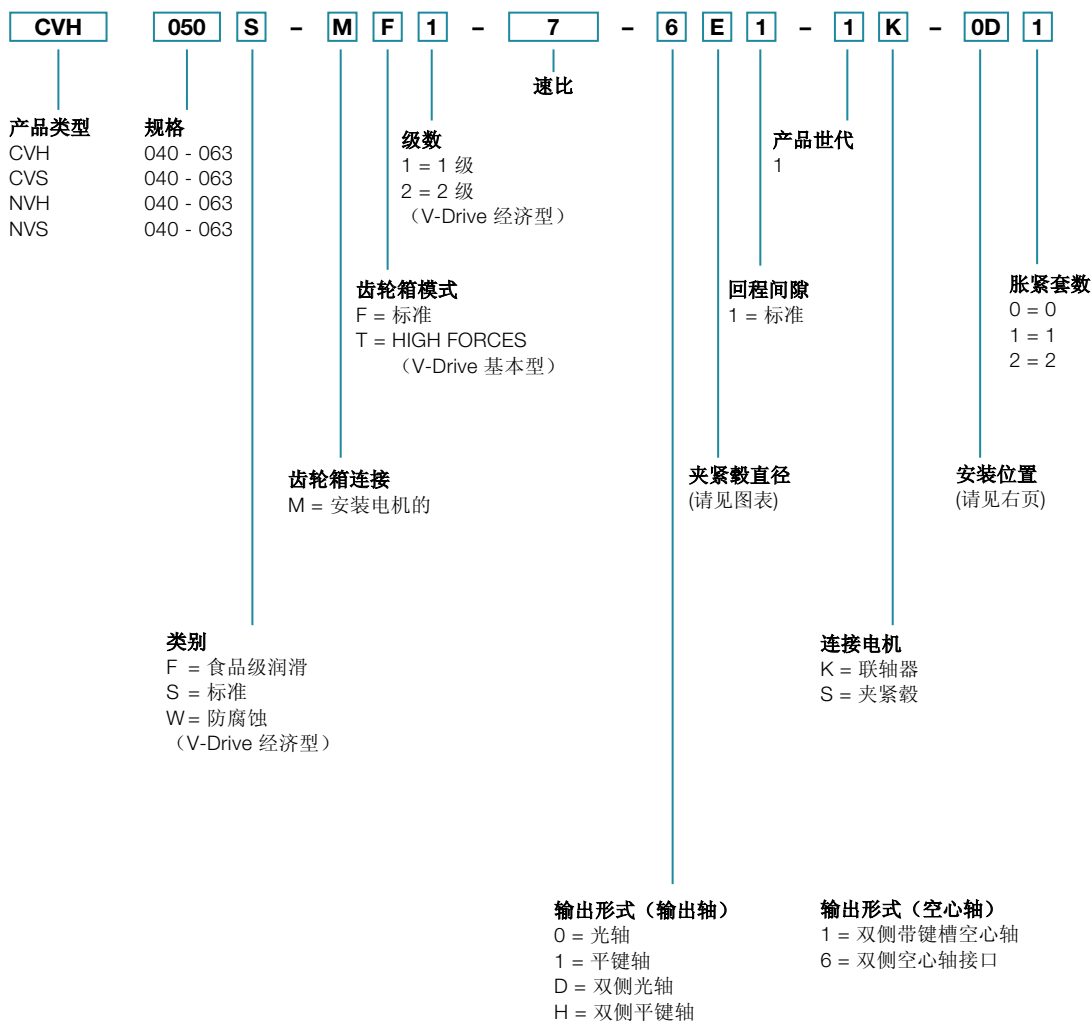 CVH 050 S – M F 1 – 7 – 6 E 1 – 1 K – 0D 1
速比
产品类型
CVH
CVS
NVH
NVS
规格
040 - 063
040 - 063
040 - 063
040 - 063
级数
1 = 1 级
2 = 2 级
（V-Drive 经济型）
产品世代
1
齿轮箱模式
F = 标准
T = HIGH FORCES
（V-Drive 基本型）
回程间隙
1 = 标准
胀紧套数
0 = 0
1 = 1
2 = 2
齿轮箱连接
M = 安装电机的
夹紧毂直径
(请见图表)
安装位置
(请见右页)
类别
F = 食品级润滑
S = 标准
W = 防腐蚀
（V-Drive 经济型）
连接电机
K = 联轴器
S = 夹紧毂
输出形式（输出轴）
0 = 光轴
1 = 平键轴
D = 双侧光轴
H = 双侧平键轴
输出形式（空心轴）
1 = 双侧带键槽空心轴
6 = 双侧空心轴接口